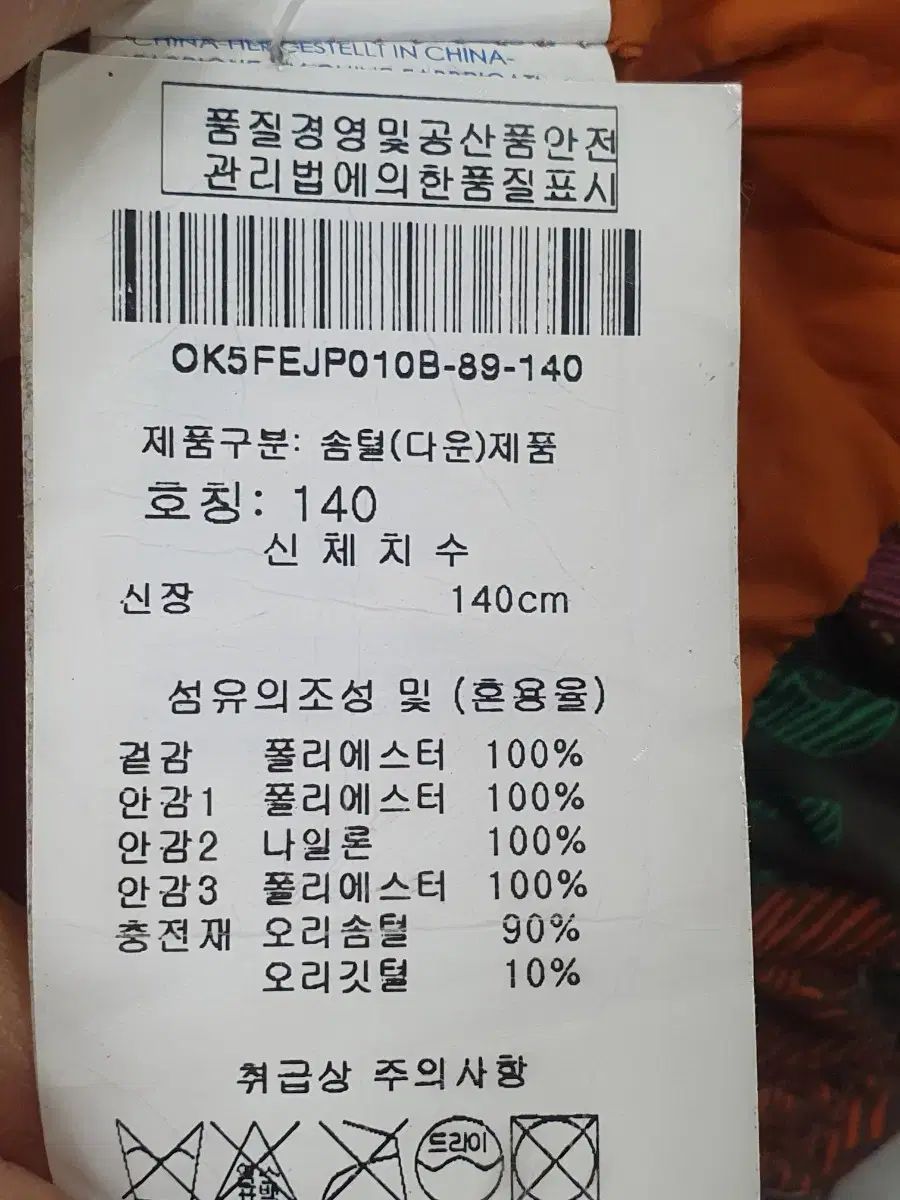 GESTELLT IN CHINA-
품질경영및공산품안전
관리법에의한품질표시
OK5FEJP010B-89-140
제품구분: 솜털(다운)제품
호칭: 140
신 체 치 수
신장 140cm
섬유의조성 및 (혼용율)
겉감 폴리에스터 100%
안감1 폴리에스터 100%
안감2 나일론 100%
안감3 폴리에스터 100%
충전재 오리솜털 90%
오리깃털 10%
취급상 주의사항
드라이